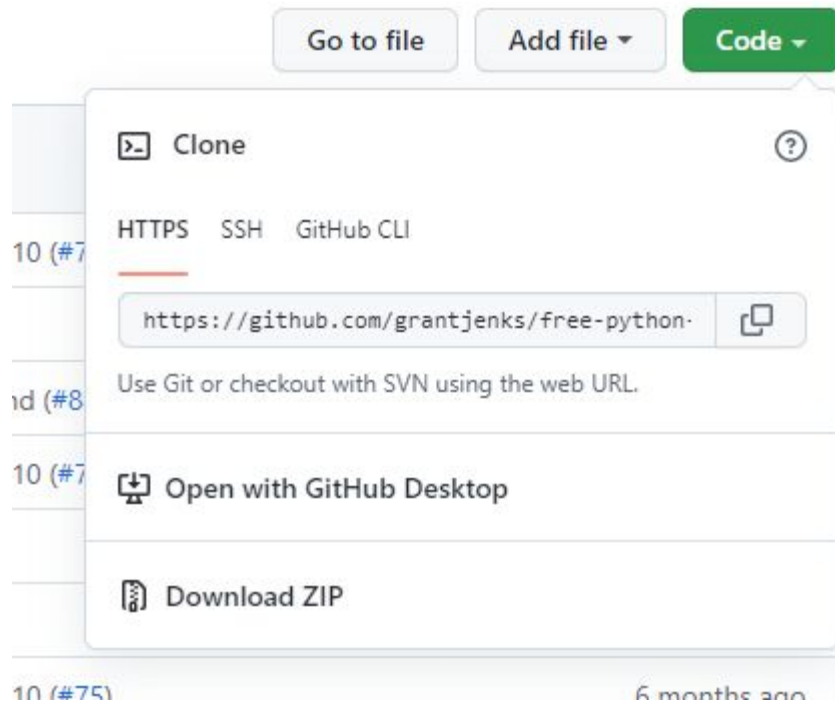 Go to file Add file Code
Clone
HTTPS SSH GitHub CLI
10 (#7
https://github.com/grantjenks/free-python-
Use Git or checkout with SVN using the web URL.
nd (#8
10 (#7
Open with GitHub Desktop
Download ZIP
10 (#75) 6 months ago